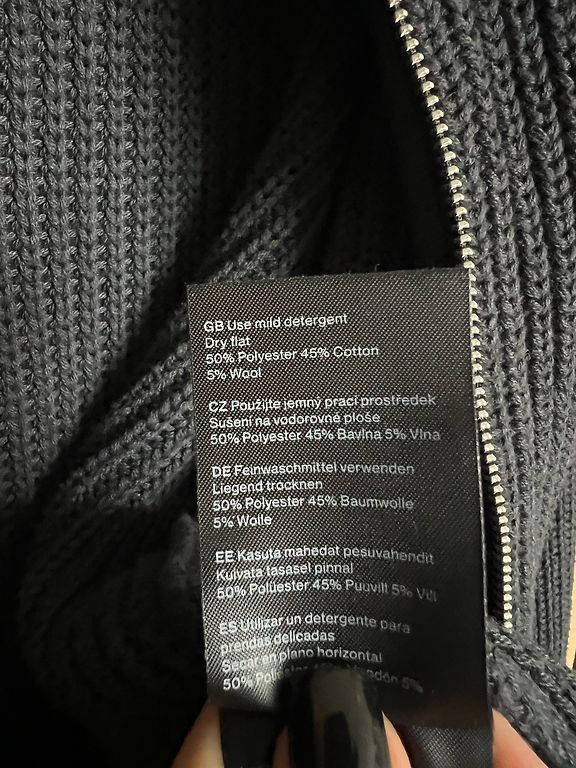 GB Use mild detergent
Dry flat
50% Polyester 45% Cotton
5% Wool
CZ Použijte jemný prací prostředek
Sušení na vodorovné ploše
50% Polyester 45% Bavlna 5% Vlna
DE Feinwaschmittel verwenden
Liegend trocknen
50% Polyester 45% Baumwolle
5% Wolle
EE Kasuta mahedat pesuvahendit
Kuivata tasasel pinnal
50% Polüester 45% Puuvill 5% Vill
ES Utilizar un detergente para
prendas delicadas
Secar en plano horizontal
50% 5%